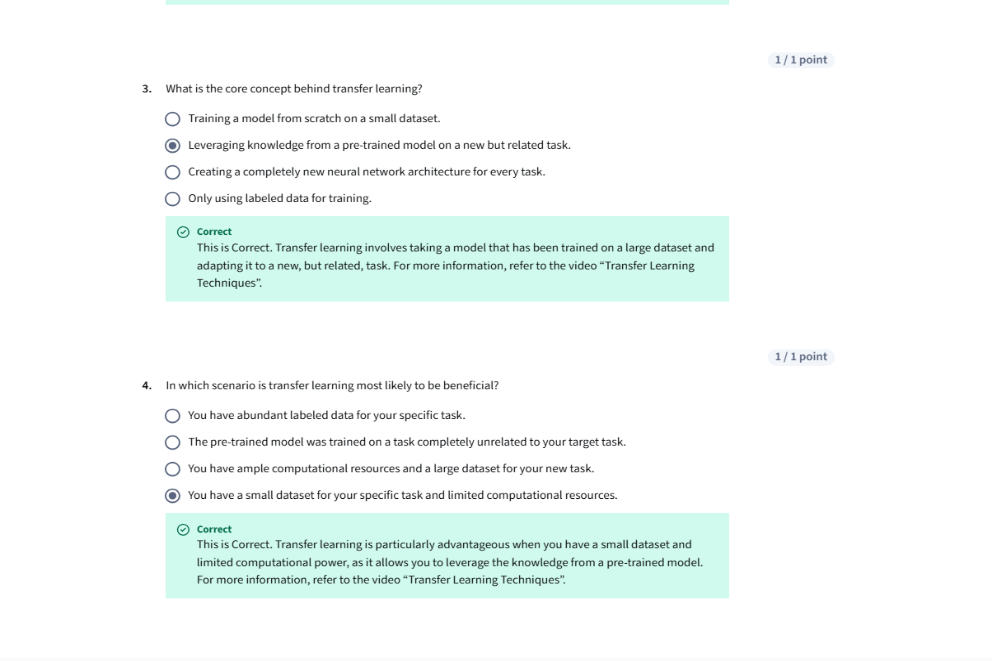 1 / 1 point
3. What is the core concept behind transfer learning?
Training a model from scratch on a small dataset.
Leveraging knowledge from a pre-trained model on a new but related task.
Creating a completely new neural network architecture for every task.
Only using labeled data for training.
Correct
This is Correct. Transfer learning involves taking a model that has been trained on a large dataset and
adapting it to a new, but related, task. For more information, refer to the video “Transfer Learning
Techniques”.
1 / 1 point
4. In which scenario is transfer learning most likely to be beneficial?
You have abundant labeled data for your specific task.
The pre-trained model was trained on a task completely unrelated to your target task.
You have ample computational resources and a large dataset for your new task.
You have a small dataset for your specific task and limited computational resources.
Correct
This is Correct. Transfer learning is particularly advantageous when you have a small dataset and
limited computational power, as it allows you to leverage the knowledge from a pre-trained model.
For more information, refer to the video “Transfer Learning Techniques”.